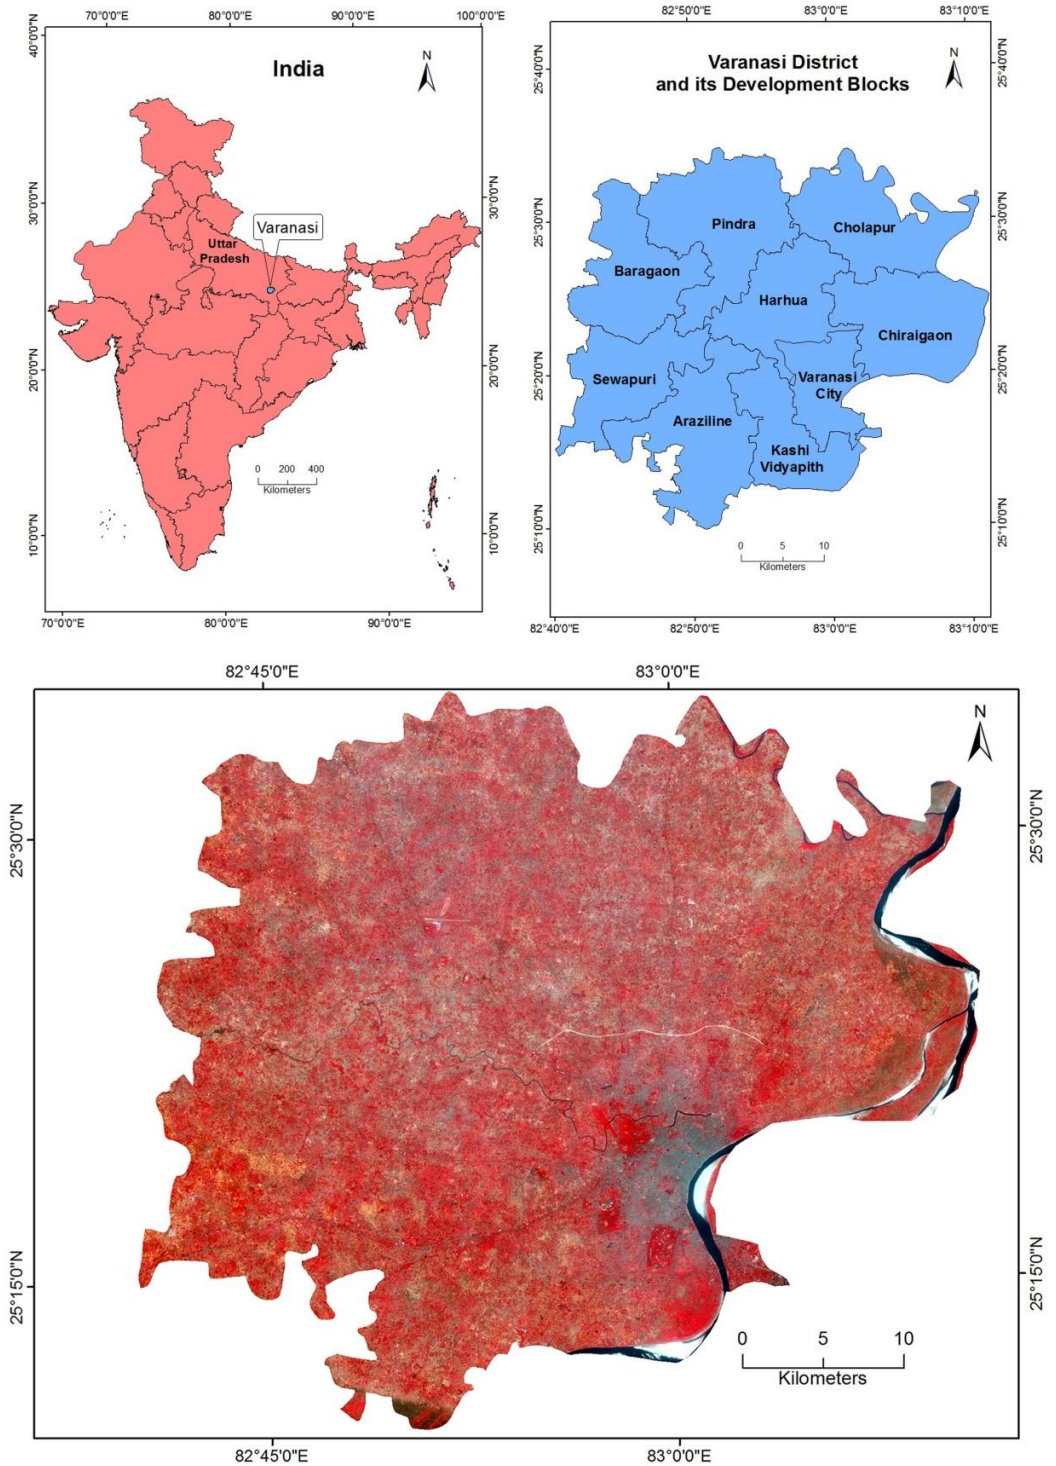 70°0'0"E 80°0'0"E 90°0'0"E 100°0'0"E
40°0'0"N
30°0'0"N
20°0'0"N
10°0'0"N
India
N
Varanasi
Uttar
Pradesh
0 200 400
Kilometers
30°0'0"N
20°0'0"N
10°0'0"N
70°0'0"E 80°0'0"E 90°0'0"E
82°50'0"E 83°0'0"E 83°10'0"E
25°40'0"N
25°30'0"N
25°20'0"N
25°10'0"N
Varanasi District
and its Development Blocks
N
Pindra
Cholapur
Baragaon
Harhua
Chiraigaon
Sewapuri
Varanasi
City
Araziline
Kashi
Vidyapith
0 5 10
Kilometers
25°40'0"N
25°30'0"N
25°20'0"N
25°10'0"N
82°40'0"E 82°50'0"E 83°0'0"E 83°10'0"E
82°45'0"E 83°0'0"E
N
25°30'0"N
25°15'0"N
25°30'0"N
25°15'0"N
0 5 10
Kilometers
82°45'0"E 83°0'0"E